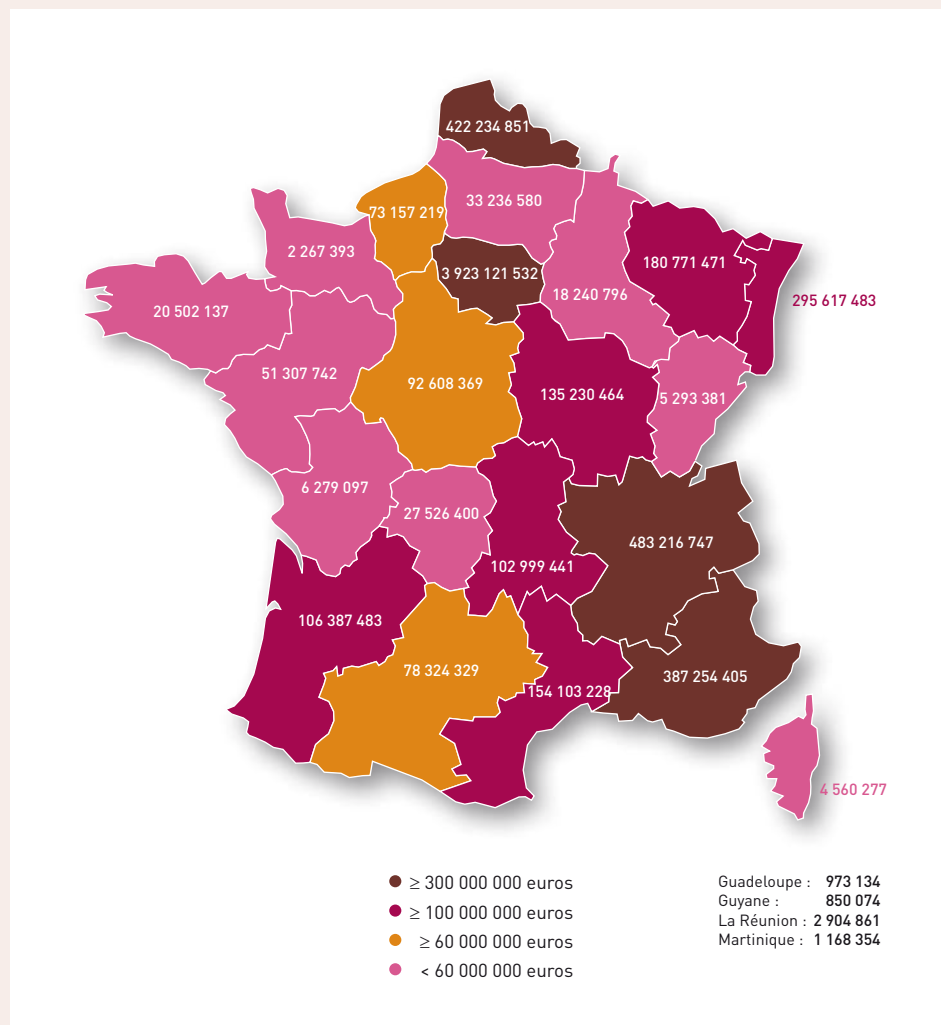 422 234 851
33 236 580
73 157 219
2 267 393
3 923 121 532
180 771 471
18 240 796
295 617 483
20 502 137
51 307 742
92 608 369
135 230 464
5 293 381
6 279 097
27 526 400
483 216 747
102 999 441
106 387 483
78 324 329
387 254 405
154 103 228
4 560 277
≥ 300 000 000 euros
≥ 100 000 000 euros
≥ 60 000 000 euros
< 60 000 000 euros
Guadeloupe : 973 134
Guyane : 850 074
La Réunion : 2 904 861
Martinique : 1 168 354